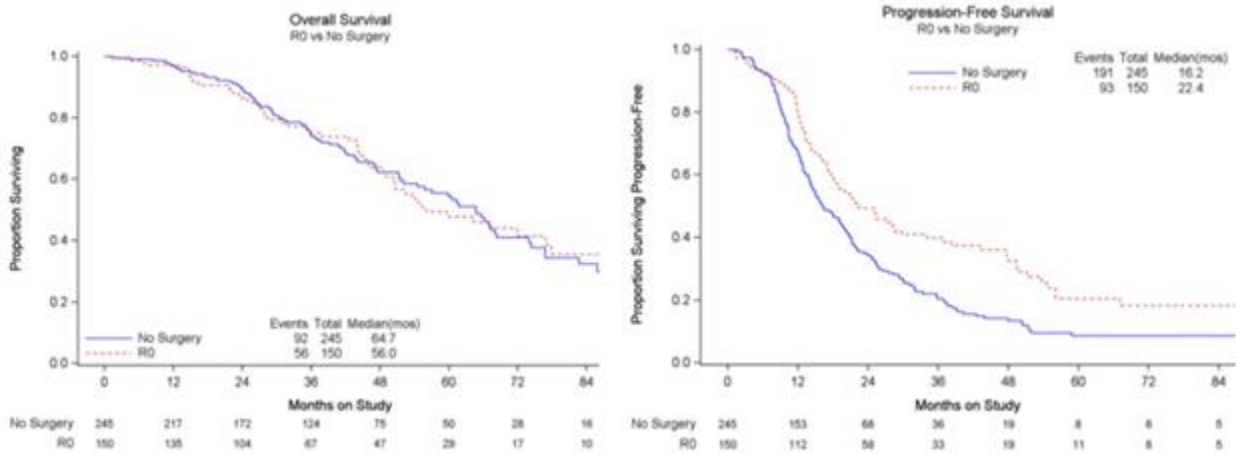 Overall Survival
R0 vs No Surgery
Proportion Surviving
1.0
0.8
0.6
0.4
0.2
0.0
Events Total Median(mos)
No Surgery 92 245 64.7
R0 56 150 56.0
0 12 24 36 48 60 72 84
Months on Study
No Surgery 245 217 172 124 75 50 28 16
R0 150 135 104 67 47 29 17 10
Progression-Free Survival
R0 vs No Surgery
Proportion Surviving Progression-Free
1.0
0.8
0.6
0.4
0.2
0.0
Events Total Median(mos)
No Surgery 191 245 16.2
R0 93 150 22.4
0 12 24 36 48 60 72 84
Months on Study
No Surgery 245 153 68 36 19 8 6 5
R0 150 112 58 33 19 11 8 5